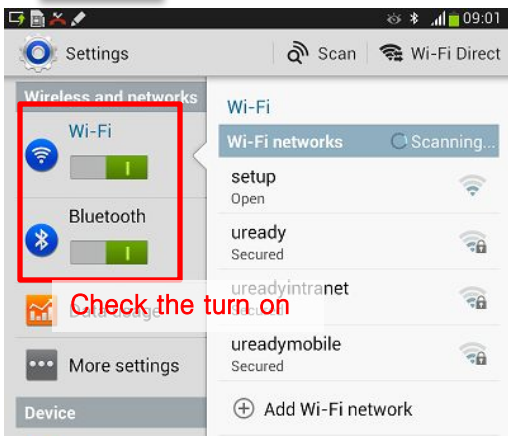 09:01
Settings
Scan
Wi-Fi Direct
Wireless and networks
Wi-Fi
Bluetooth
Data usage
More settings
Device
Wi-Fi
Wi-Fi networks
Scanning...
setup
Open
uready
Secured
ureadyintranet
Secured
ureadymobile
Secured
Add Wi-Fi network
Check the turn on